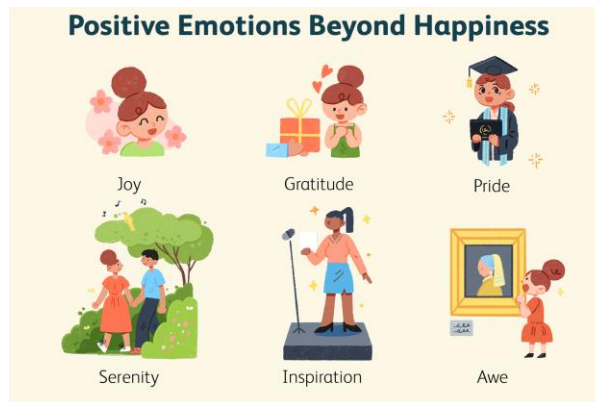 Positive Emotions Beyond Happiness
Joy
Gratitude
Pride
Serenity
Inspiration
Awe